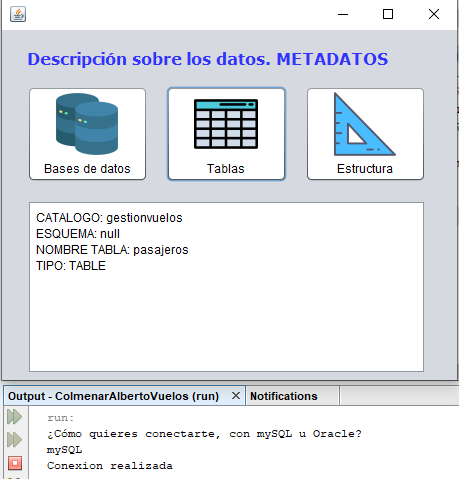 Descripción sobre los datos. METADATOS
Bases de datos
Tablas
Estructura
CATALOGO: gestionvuelos
ESQUEMA: null
NOMBRE TABLA: pasajeros
TIPO: TABLE
Output - ColmenarAlbertoVuelos (run)
Notifications
run:
¿Cómo quieres conectarte, con mySQL u Oracle?
mySQL
Conexion realizada